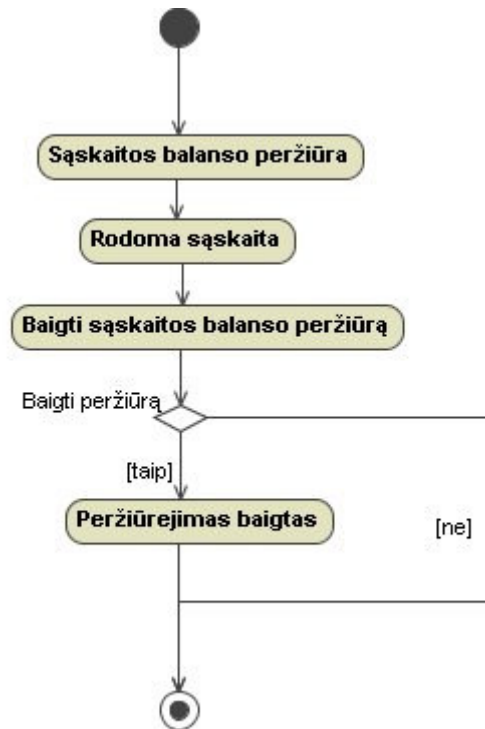 Sąskaitos balanso peržiūra
Rodoma sąskaita
Baigti sąskaitos balanso peržiūrą
Baigti peržiūrą
[taip]
Peržiūrejimas baigtas
[ne]